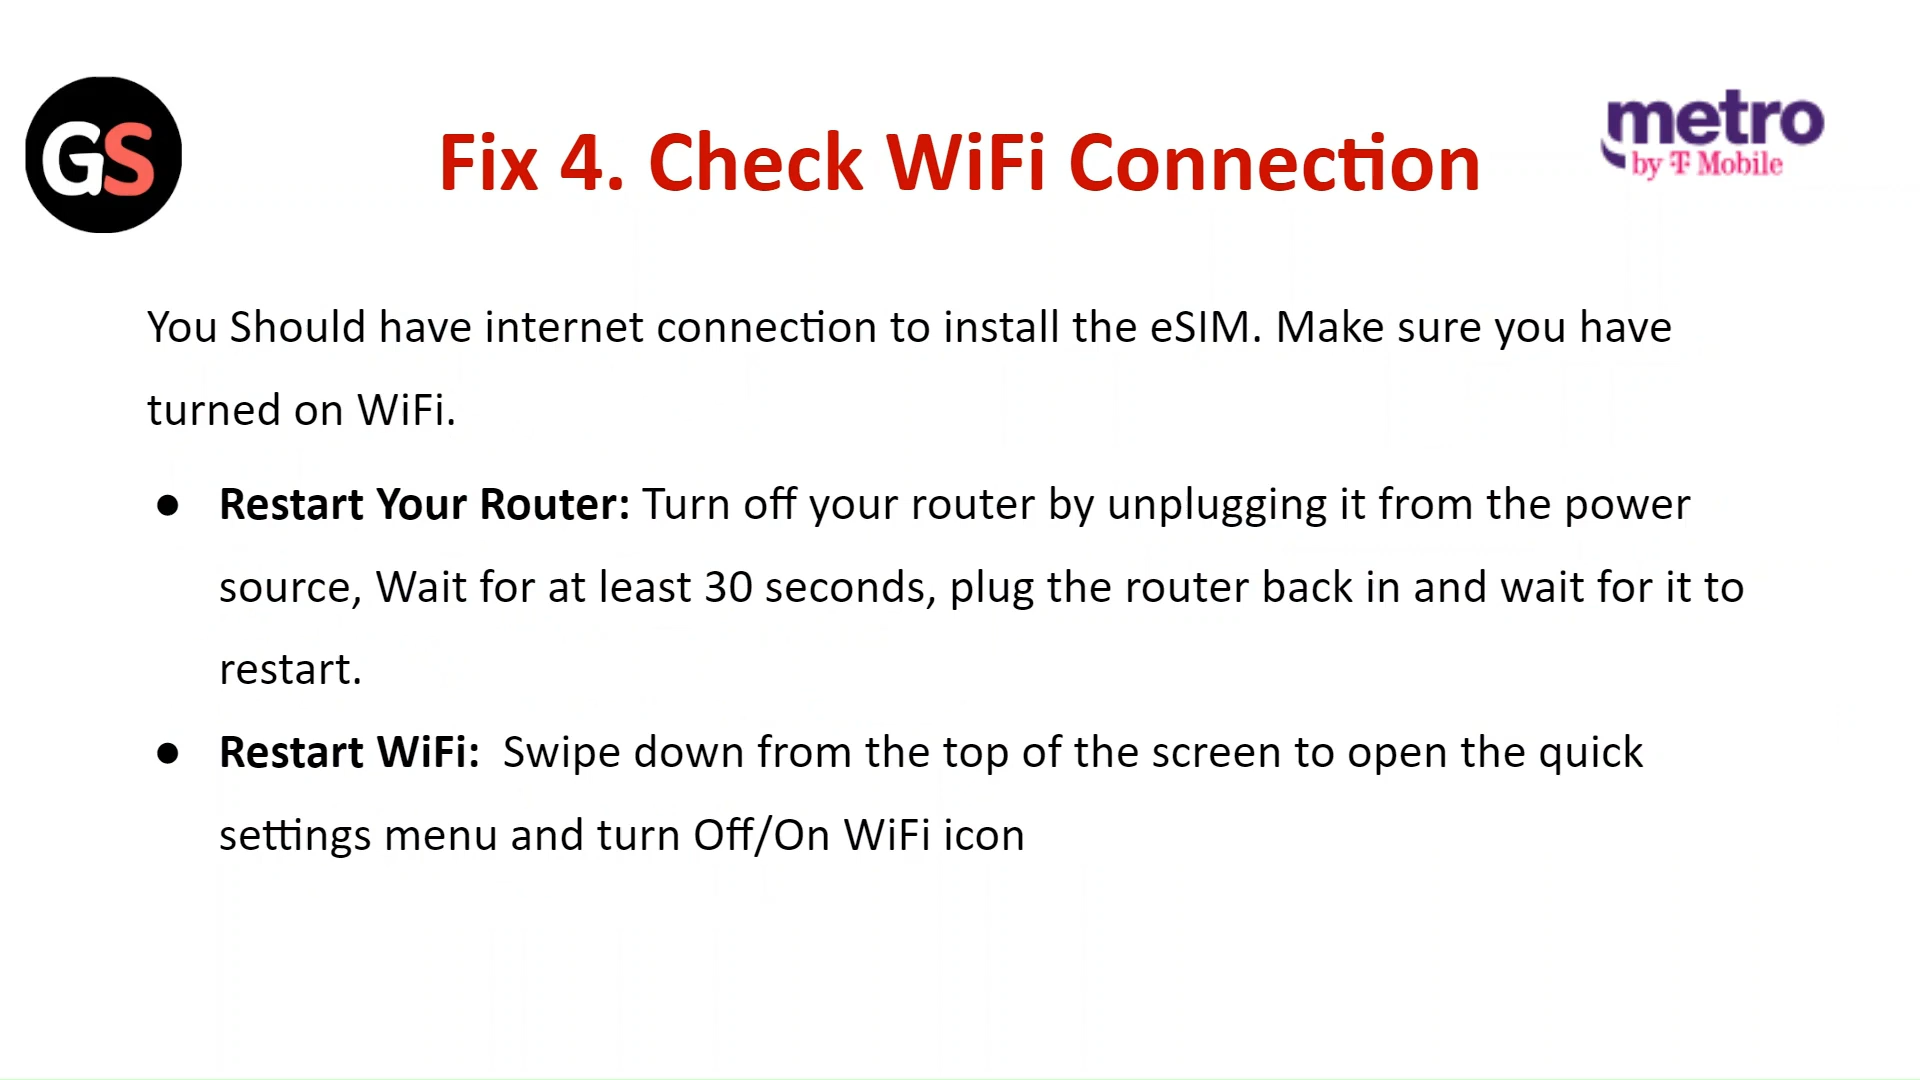 GS
Fix 4. Check WiFi Connection
metro
by T Mobile
You Should have internet connection to install the eSIM. Make sure you have
turned on WiFi.
● Restart Your Router: Turn off your router by unplugging it from the power
source, Wait for at least 30 seconds, plug the router back in and wait for it to
restart.
● Restart WiFi:  Swipe down from the top of the screen to open the quick
settings menu and turn Off/On WiFi icon